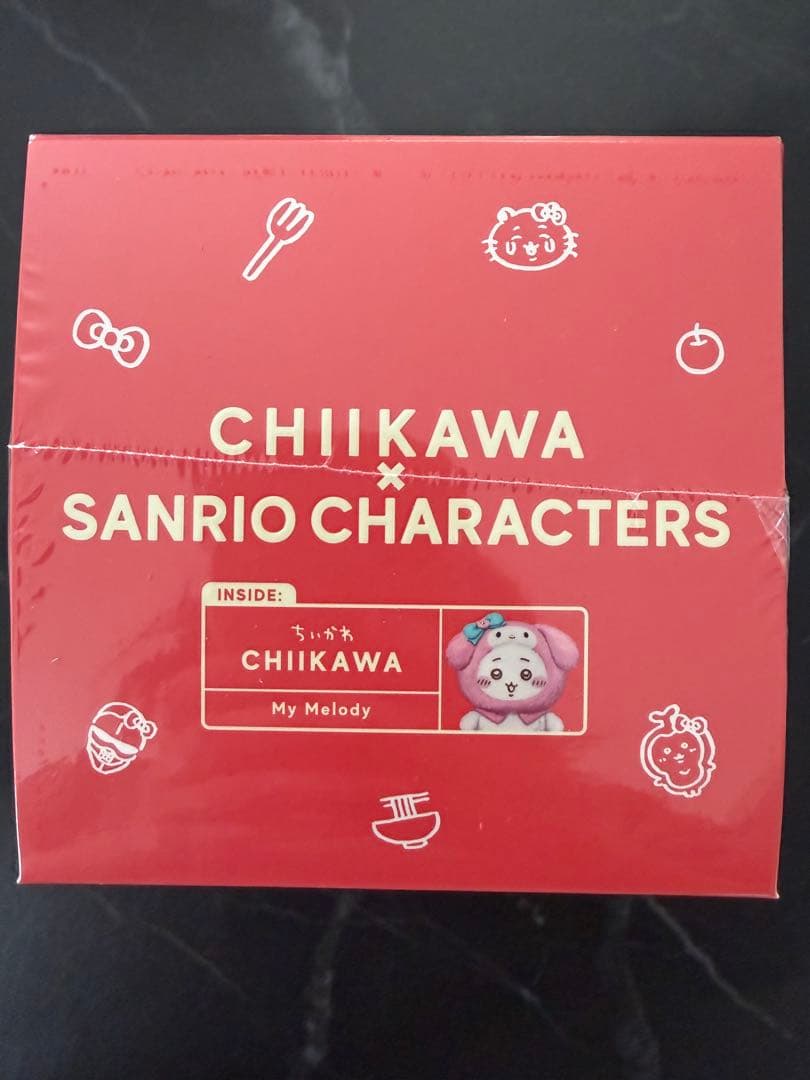 CHIIKAWA
×
SANRIO CHARACTERS
INSIDE:
ちいかわ
CHIIKAWA
My Melody